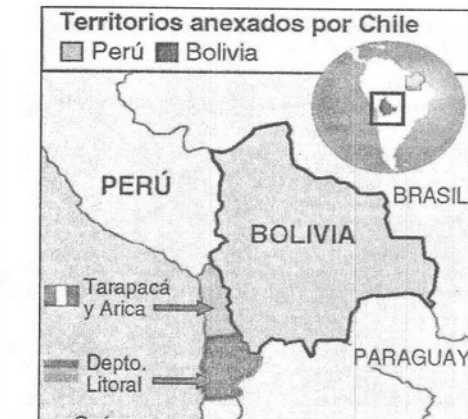 Territorios anexados por Chile
Perú Bolivia
PERÚ
BRASIL
BOLIVIA
Tarapacá
y Arica
PARAGUAY
Depto.
Litoral